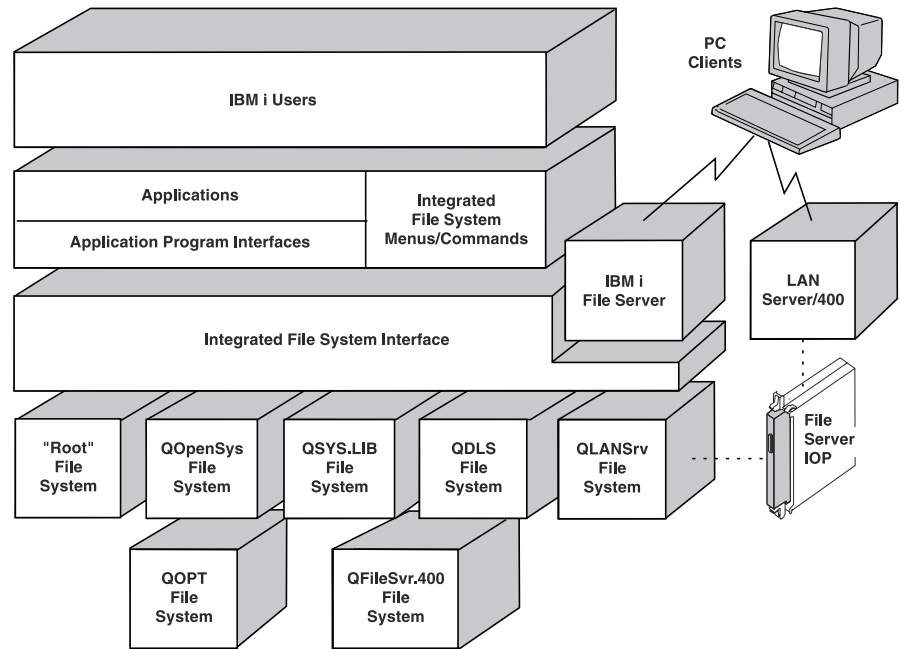 PC
Clients
IBM i Users
Applications
Application Program Interfaces
Integrated
File System
Menus/Commands
IBM i
File Server
LAN
Server/400
Integrated File System Interface
"Root"
File
System
QOpenSys
File
System
QSYS.LIB
File
System
QDLS
File
System
QLANSrv
File
System
File
Server
IOP
QOPT
File
System
QFileSvr.400
File
System